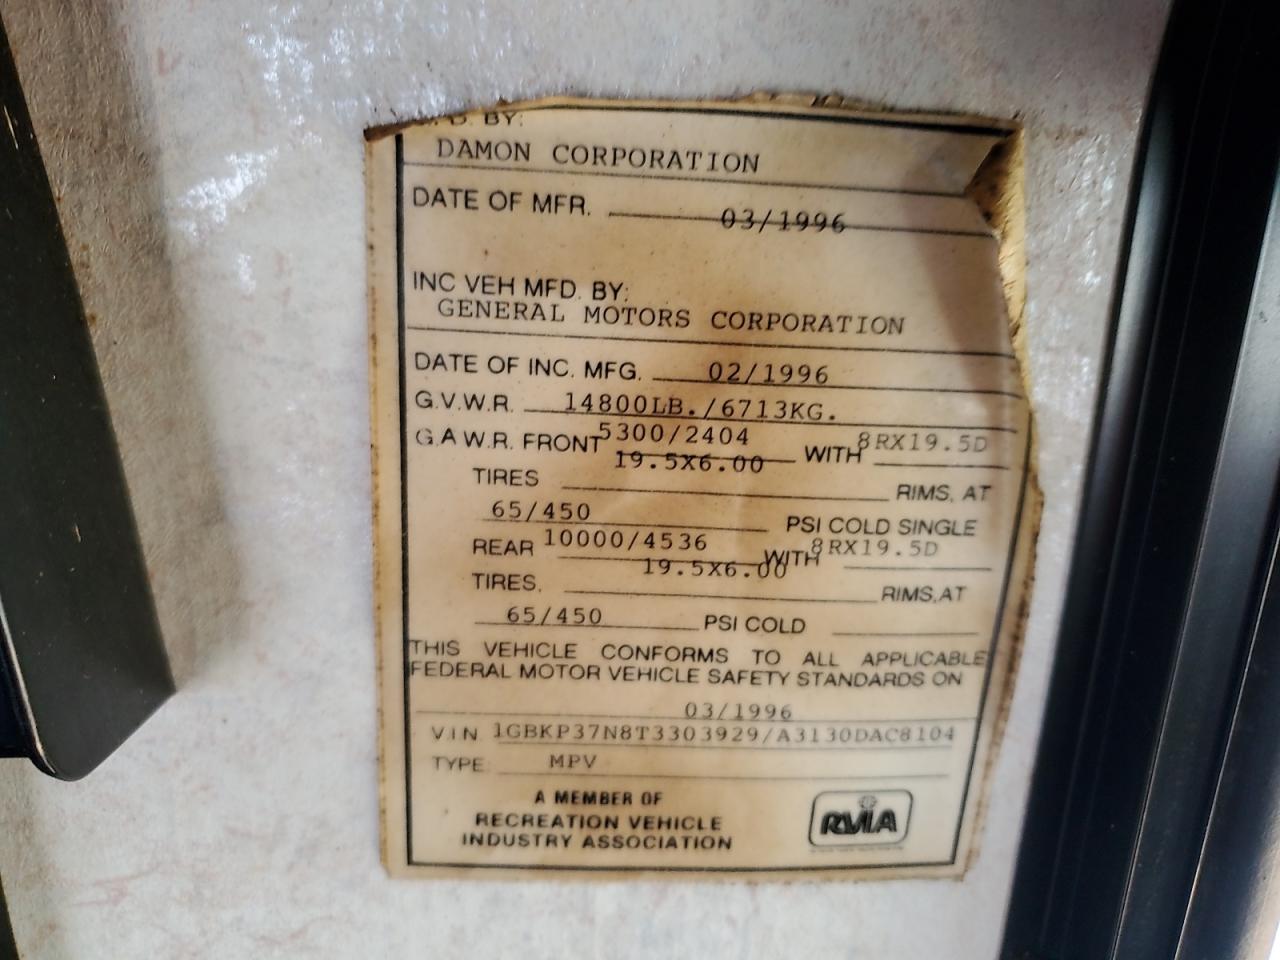 BY:
DAMON CORPORATION
DATE OF MFR. 03/1996
INC VEH MFD. BY:
GENERAL MOTORS CORPORATION
DATE OF INC. MFG. 02/1996
G.V.W.R. 14800LB./6713KG.
G.A.W.R. FRONT 5300/2404 WITH 8RX19.5D
19.5X6.00
TIRES RIMS, AT
65/450 PSI COLD SINGLE
REAR 10000/4536 WITH 8RX19.5D
19.5X6.00
TIRES, RIMS, AT
65/450 PSI COLD
THIS VEHICLE CONFORMS TO ALL APPLICABLE
FEDERAL MOTOR VEHICLE SAFETY STANDARDS ON
03/1996
V.I.N. 1GBKP37N8T3303929/A3130DAC8104
TYPE MPV
A MEMBER OF
RECREATION VEHICLE
INDUSTRY ASSOCIATION
RVIA